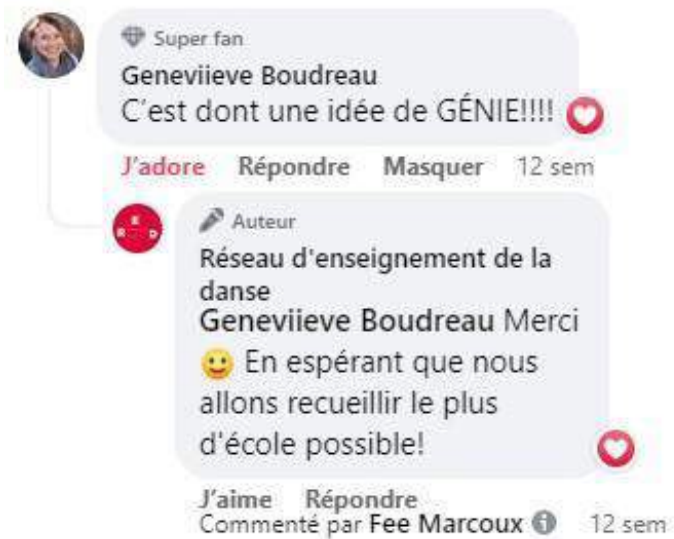 Super fan
Geneviieve Boudreau
C'est dont une idée de GÉNIE!!!!
J'adore Répondre Masquer 12 sem
R E D
Auteur
Réseau d'enseignement de la
danse
Geneviieve Boudreau Merci
🙂 En espérant que nous
allons recueillir le plus
d'école possible!
J'aime Répondre
Commenté par Fee Marcoux 12 sem